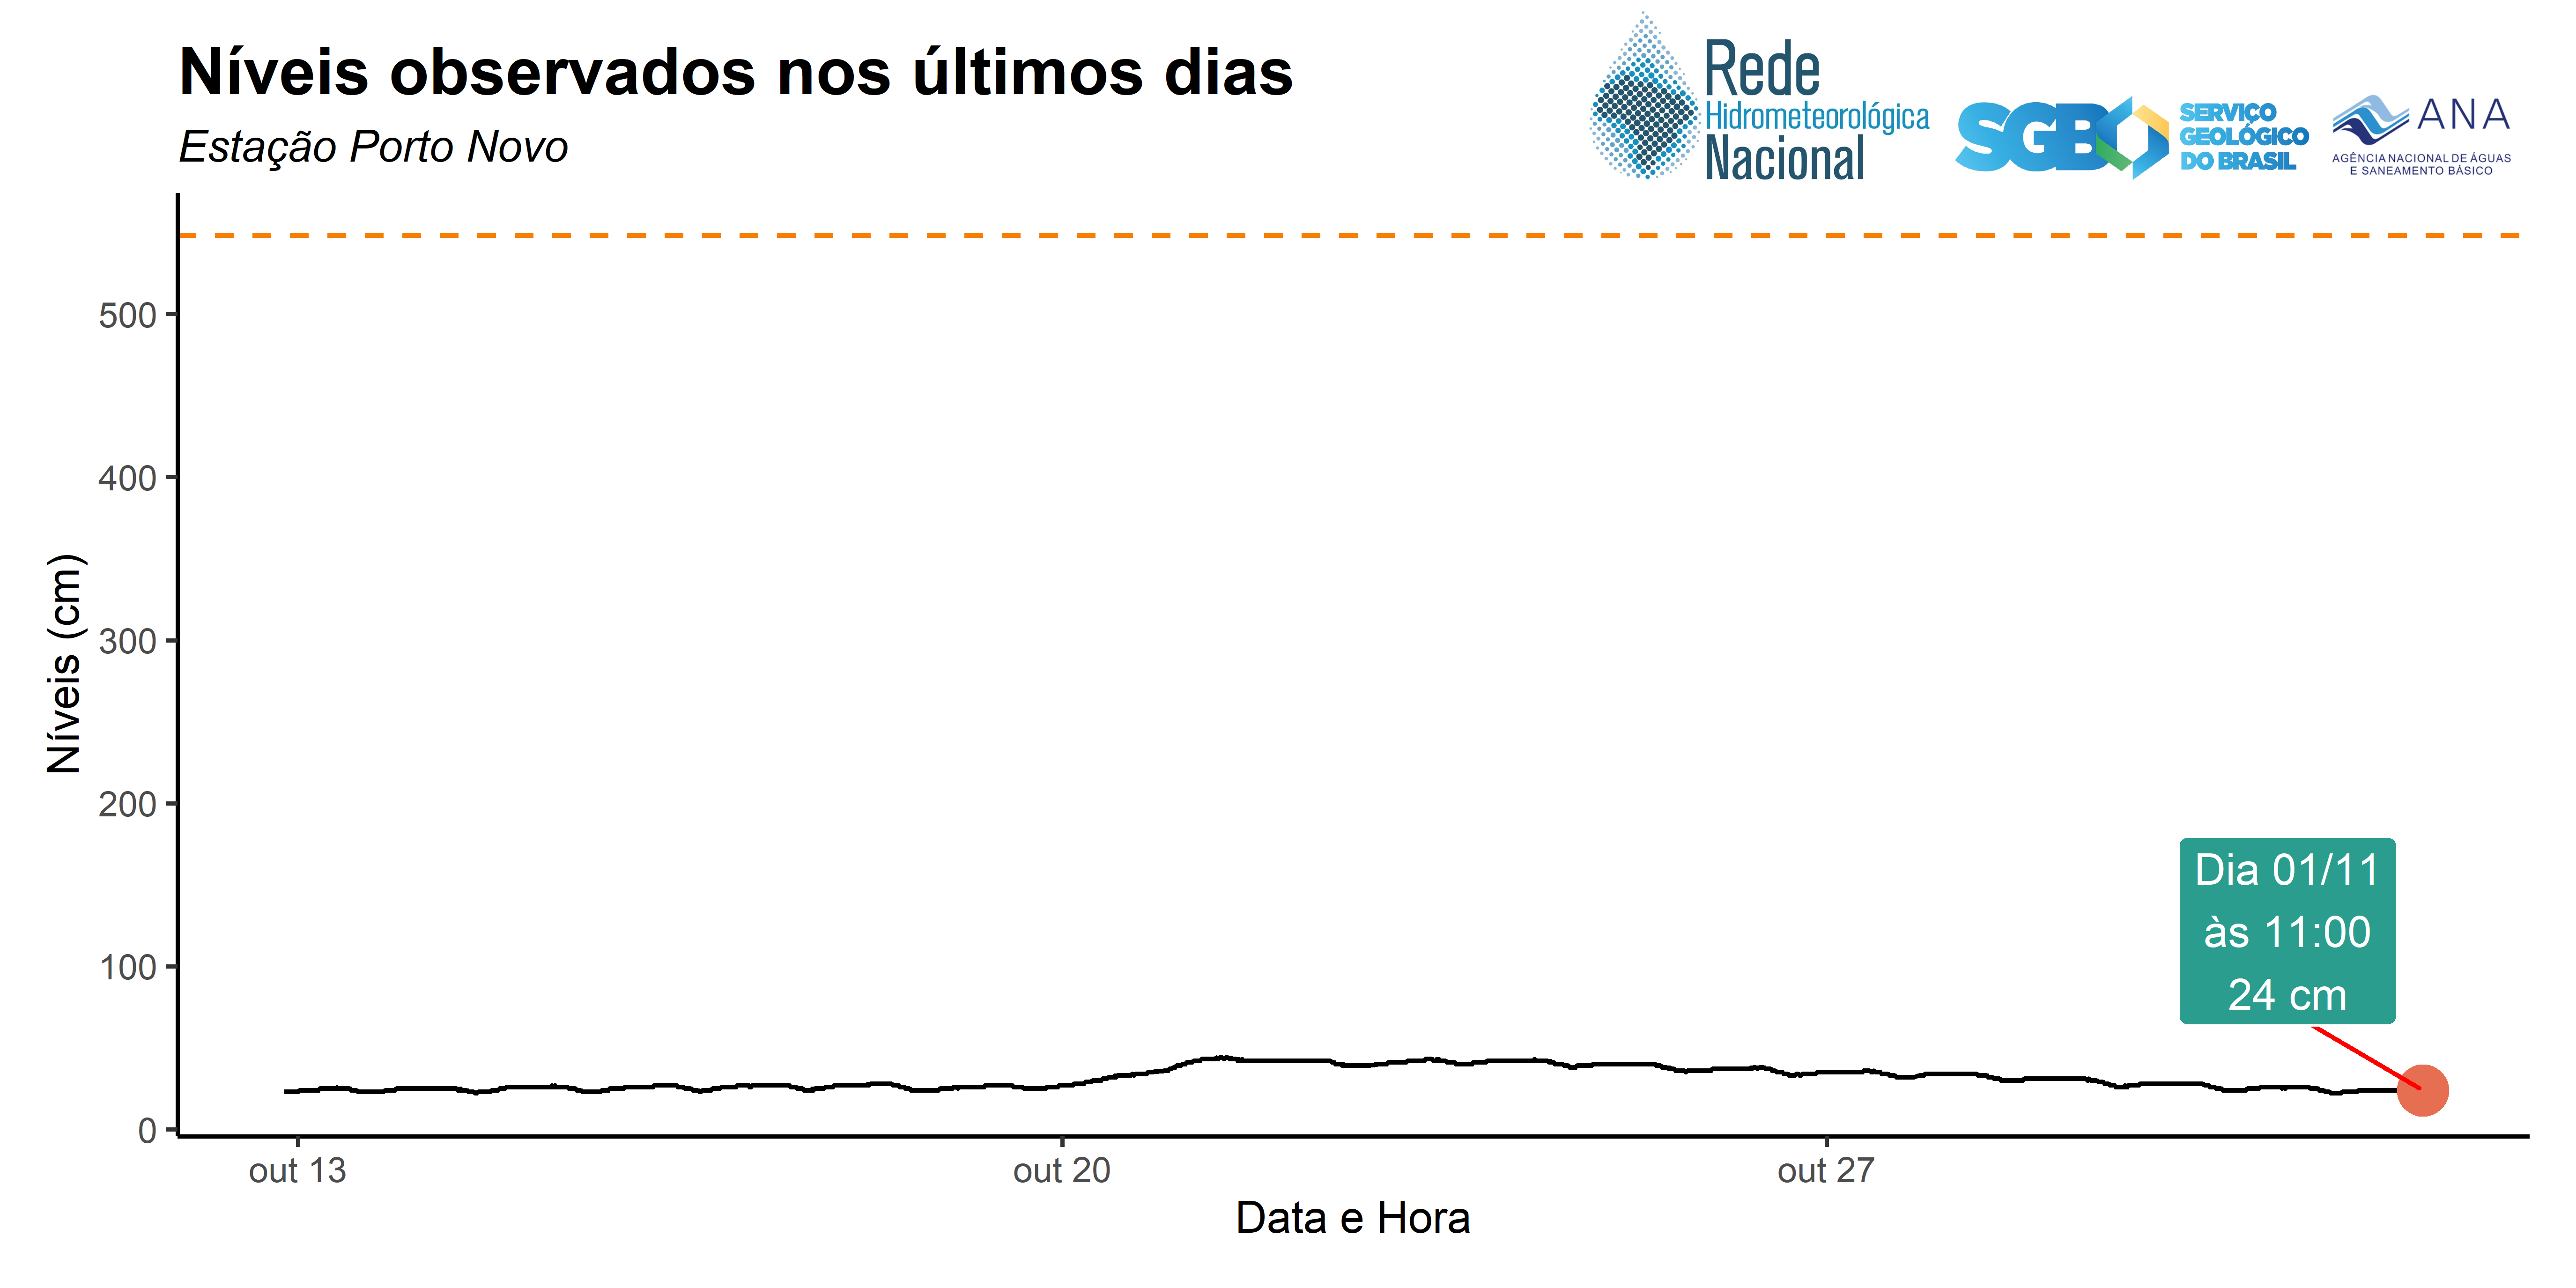 Níveis observados nos últimos dias
Estação Porto Novo
Rede
Hidrometeorológica
Nacional
SGB
SERVIÇO
GEOLÓGICO
DO BRASIL
ANA
AGÊNCIA NACIONAL DE ÁGUAS
E SANEAMENTO BÁSICO
Níveis (cm)
500
400
300
200
100
0
Dia 01/11
às 11:00
24 cm
out 13
out 20
out 27
Data e Hora